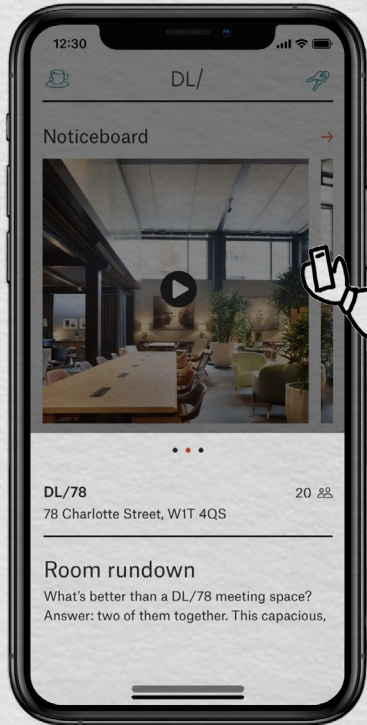 12:30
DL/
Noticeboard
DL/78
20
78 Charlotte Street, W1T 4QS
Room rundown
What's better than a DL/78 meeting space?
Answer: two of them together. This capacious,